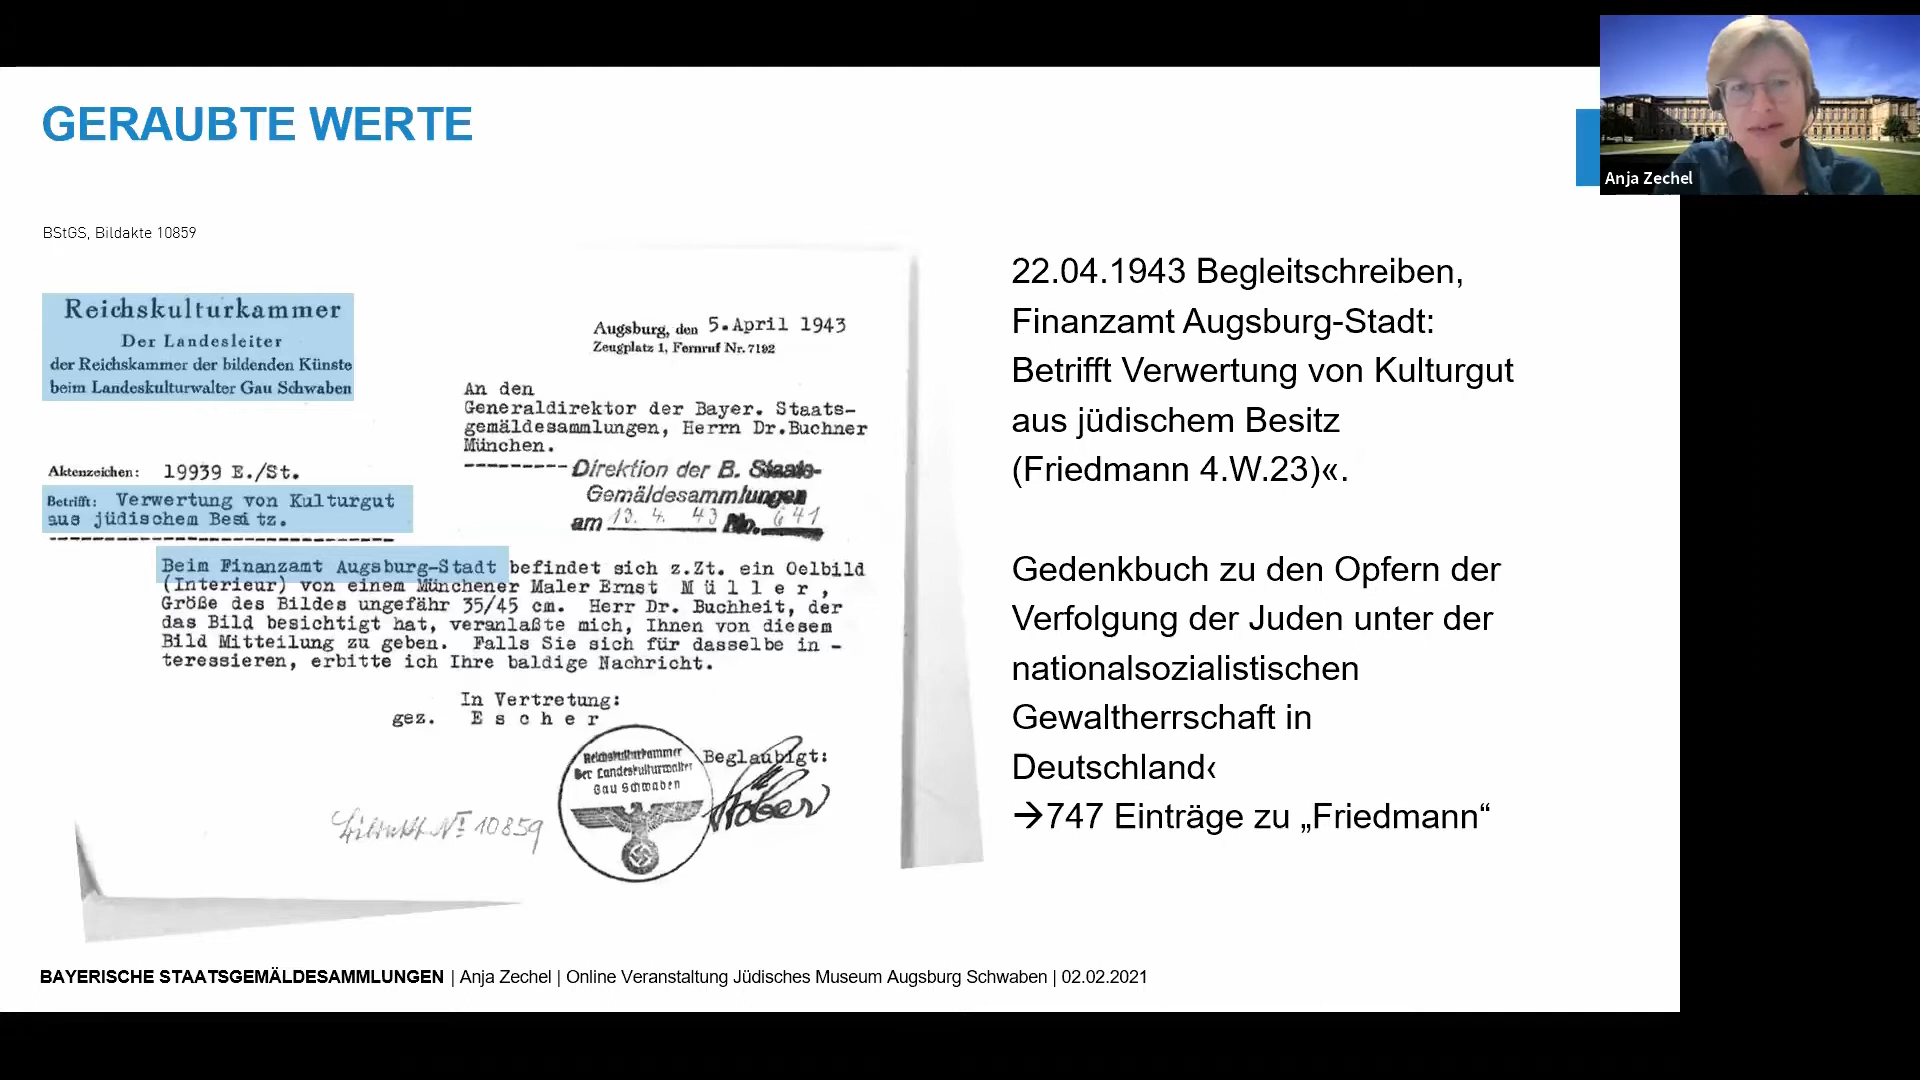 GERAUBTE WERTE
Anja Zechel
BStGS, Bildakte 10859
Reichskulturkammer
Der Landesleiter
der Reichskammer der bildenden Künste
beim Landeskulturwalter Gau Schwaben
Augsburg, den 5.April 1943
Zeugplatz 1, Fernruf Nr. 7192
An den
Generaldirektor der Bayer. Staats-
gemäldesammlungen, Herrn Dr.Buchner
München.
Direktion der B. Staats-
Gemäldesammlungen
am 13. 4. 43 No. 641
Aktenzeichen: 19939 E./St.
Betrifft: Verwertung von Kulturgut
aus jüdischem Besitz.
Beim Finanzamt Augsburg-Stadt befindet sich z.Zt. ein Oelbild
(Interieur) von einem Münchener Maler Ernst M ü l l e r ,
Größe des Bildes ungefähr 35/45 cm. Herr Dr. Buchheit, der
das Bild besichtigt hat, veranlaßte mich, Ihnen von diesem
Bild Mitteilung zu geben. Falls Sie sich für dasselbe in -
teressieren, erbitte ich Ihre baldige Nachricht.
In Vertretung:
gez. E s c h e r
Beglaubigt:
Reichskulturkammer
Der Landeskulturwalter
Gau Schwaben
No 10859
22.04.1943 Begleitschreiben,
Finanzamt Augsburg-Stadt:
Betrifft Verwertung von Kulturgut
aus jüdischem Besitz
(Friedmann 4.W.23)«.
Gedenkbuch zu den Opfern der
Verfolgung der Juden unter der
nationalsozialistischen
Gewaltherrschaft in
Deutschland‹
→747 Einträge zu „Friedmann“
BAYERISCHE STAATSGEMÄLDESAMMLUNGEN | Anja Zechel | Online Veranstaltung Jüdisches Museum Augsburg Schwaben | 02.02.2021